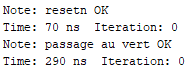 Note: resetn OK
Time: 70 ns  Iteration: 0
Note: passage au vert OK
Time: 290 ns  Iteration: 0